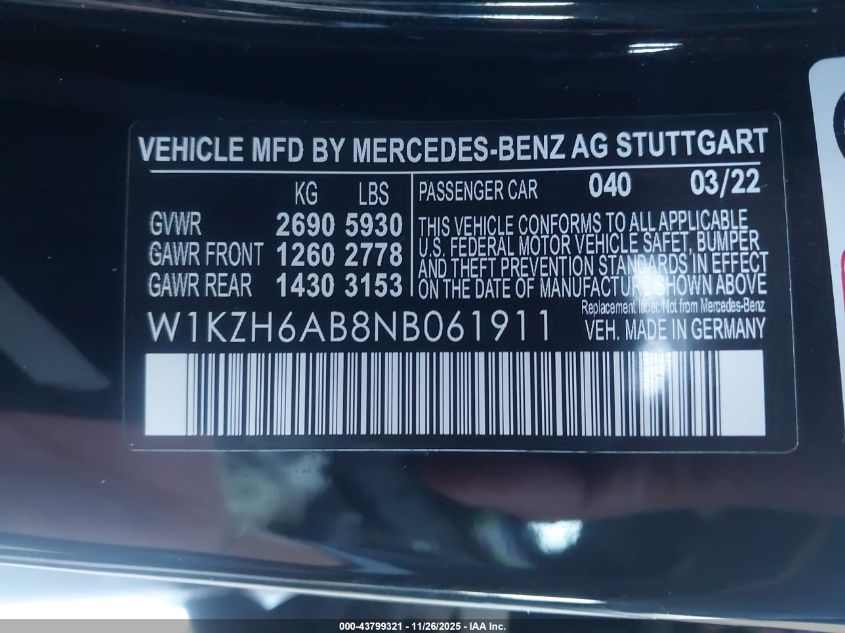 VEHICLE MFD BY MERCEDES-BENZ AG STUTTGART
KG LBS
GVWR 2690 5930
GAWR FRONT 1260 2778
GAWR REAR 1430 3153
PASSENGER CAR 040 03/22
THIS VEHICLE CONFORMS TO ALL APPLICABLE
U.S. FEDERAL MOTOR VEHICLE SAFET, BUMPER
AND THEFT PREVENTION STANDARDS IN EFFECT
ON THE DATE OF MANUFACTURE SHOWN ABOVE
Replacement label: Not from Mercedes-Benz
W1KZH6AB8NB061911 VEH. MADE IN GERMANY
000-43799321 - 11/26/2025 - IAA Inc.